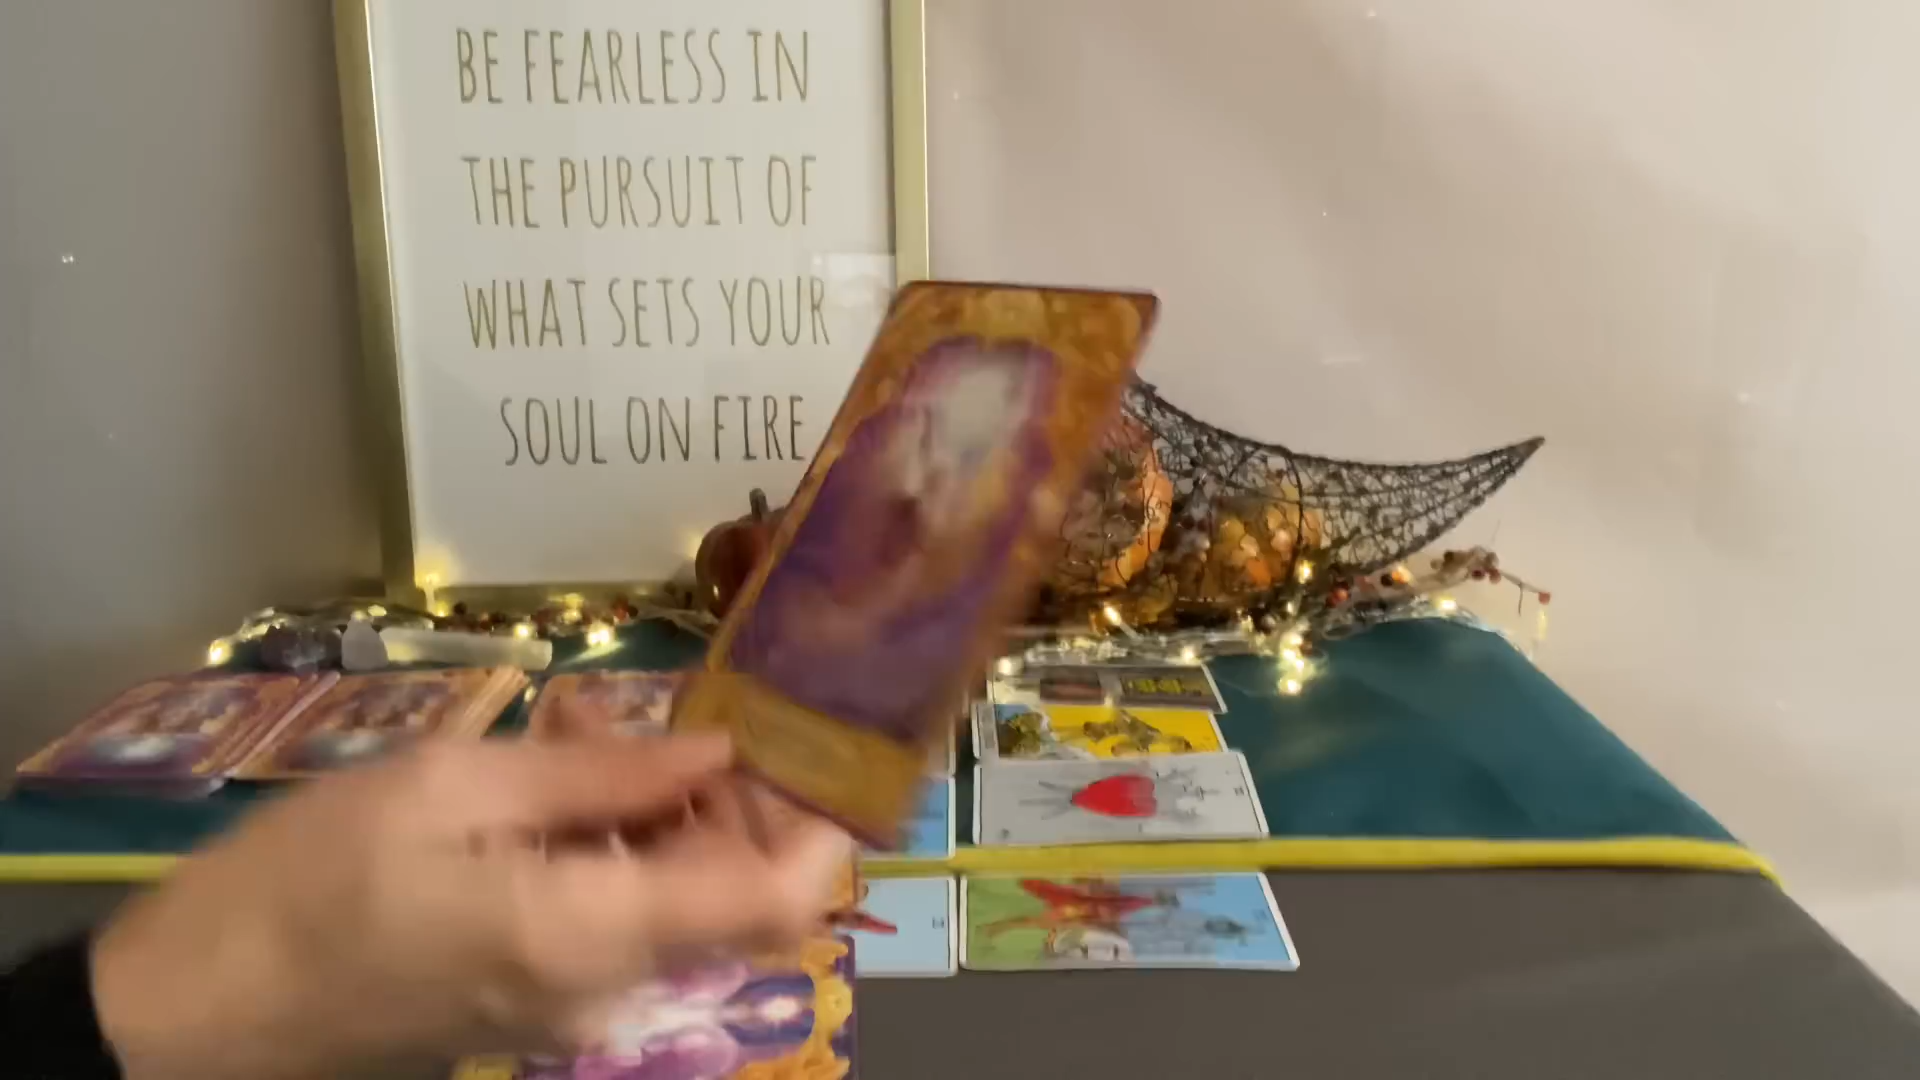 BE FEARLESS IN
THE PURSUIT OF
WHAT SETS YOUR
SOUL ON FIRE